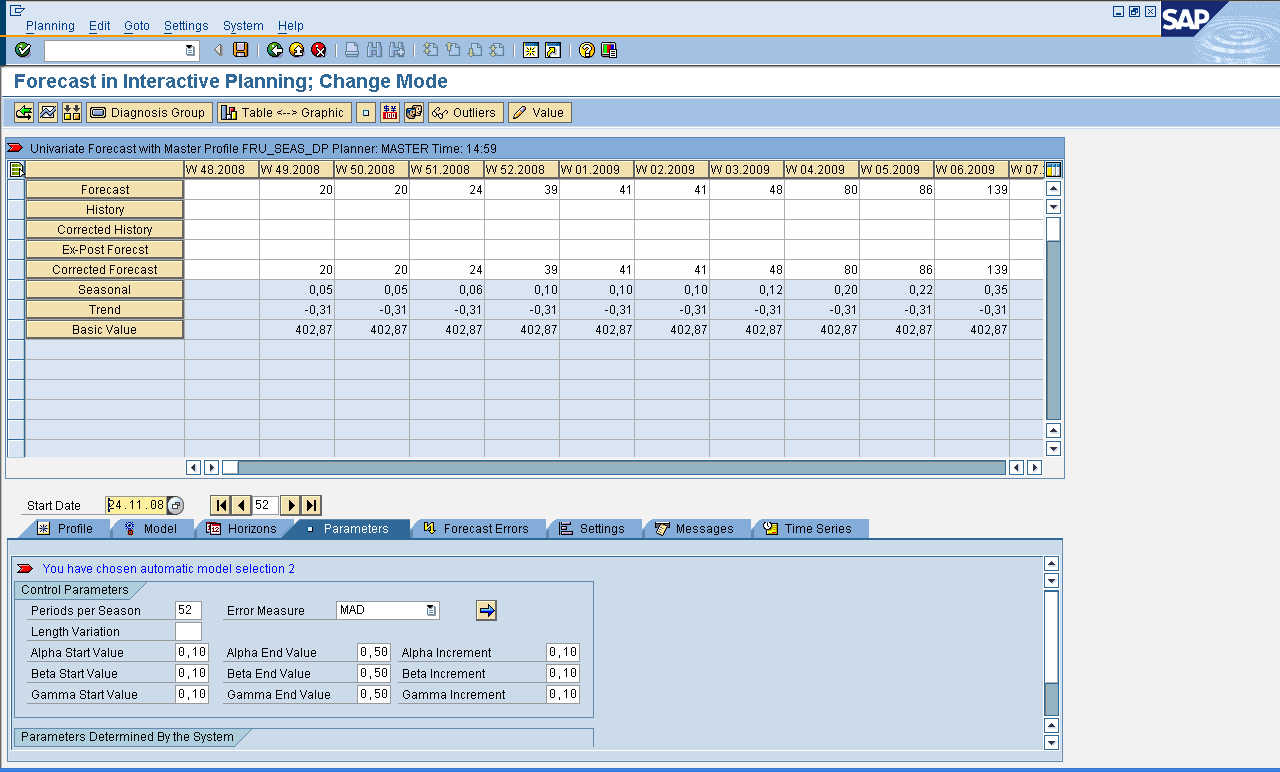 Planning Edit Goto Settings System Help
SAP
Forecast in Interactive Planning; Change Mode
Diagnosis Group Table <--> Graphic Outliers Value
Univariate Forecast with Master Profile FRU_SEAS_DP Planner: MASTER Time: 14:59
W 48.2008 W 49.2008 W 50.2008 W 51.2008 W 52.2008 W 01.2009 W 02.2009 W 03.2009 W 04.2009 W 05.2009 W 06.2009 W 07.
Forecast 20 20 24 39 41 41 48 80 86 139
History
Corrected History
Ex-Post Forecst
Corrected Forecast 20 20 24 39 41 41 48 80 86 139
Seasonal 0,05 0,05 0,06 0,10 0,10 0,10 0,12 0,20 0,22 0,35
Trend -0,31 -0,31 -0,31 -0,31 -0,31 -0,31 -0,31 -0,31 -0,31 -0,31
Basic Value 402,87 402,87 402,87 402,87 402,87 402,87 402,87 402,87 402,87 402,87
Start Date 24.11.08 52
Profile Model Horizons Parameters Forecast Errors Settings Messages Time Series
You have chosen automatic model selection 2
Control Parameters
Periods per Season 52 Error Measure MAD
Length Variation
Alpha Start Value 0,10 Alpha End Value 0,50 Alpha Increment 0,10
Beta Start Value 0,10 Beta End Value 0,50 Beta Increment 0,10
Gamma Start Value 0,10 Gamma End Value 0,50 Gamma Increment 0,10
Parameters Determined By the System